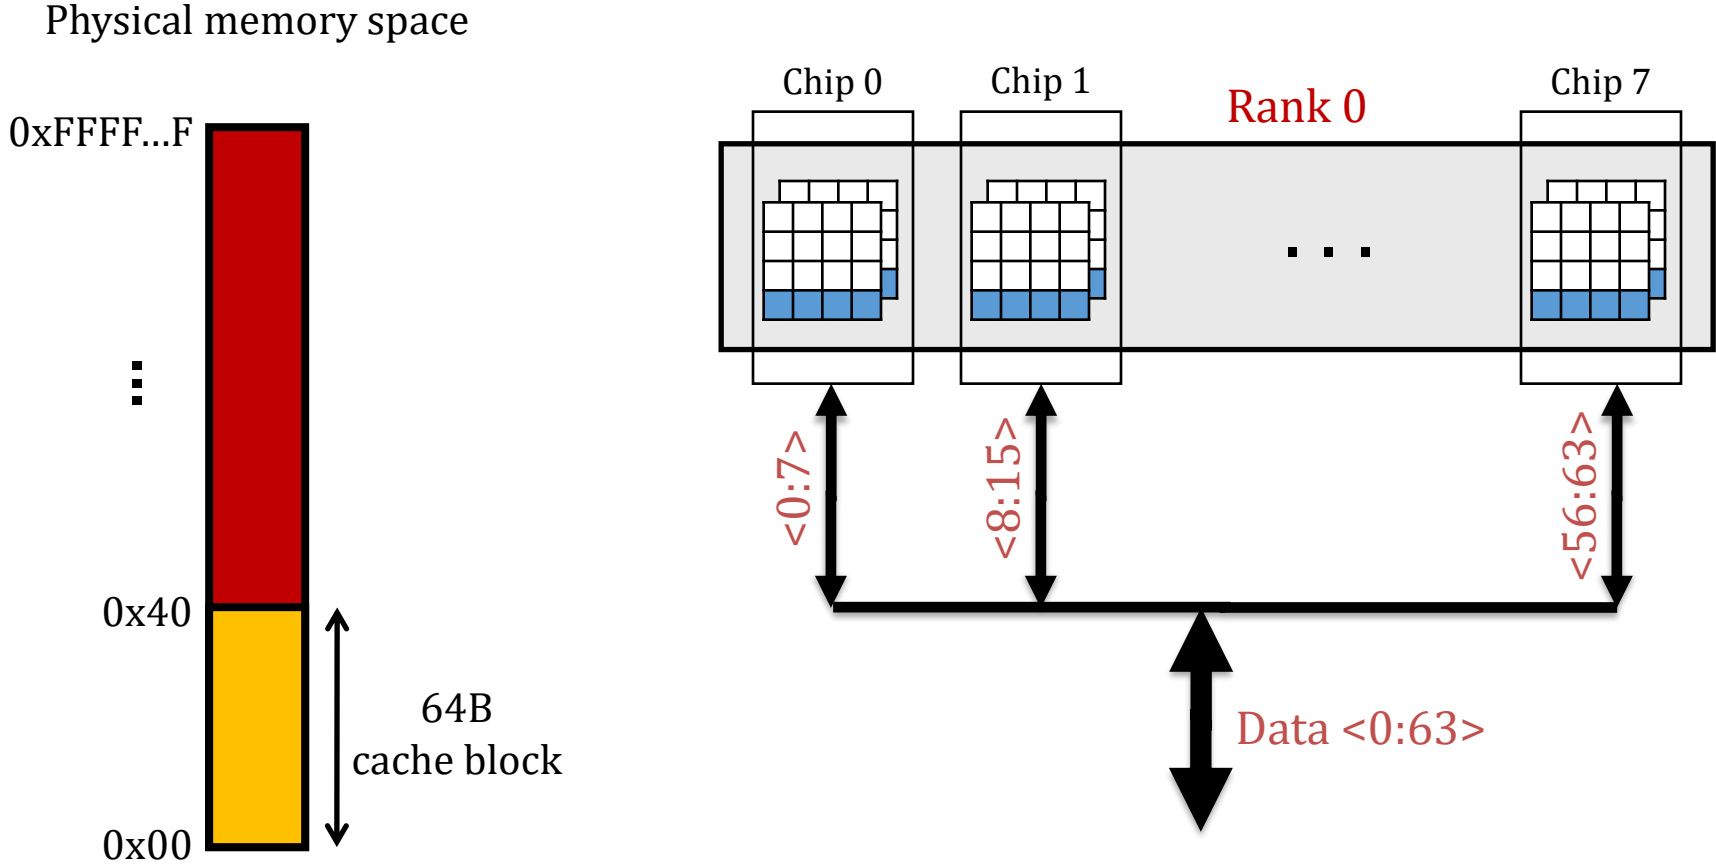 Physical memory space
0xFFFF...F
⋮
0x40
64B
cache block
0x00
Chip 0
Chip 1
Rank 0
Chip 7
. . .
<0:7>
<8:15>
<56:63>
Data <0:63>